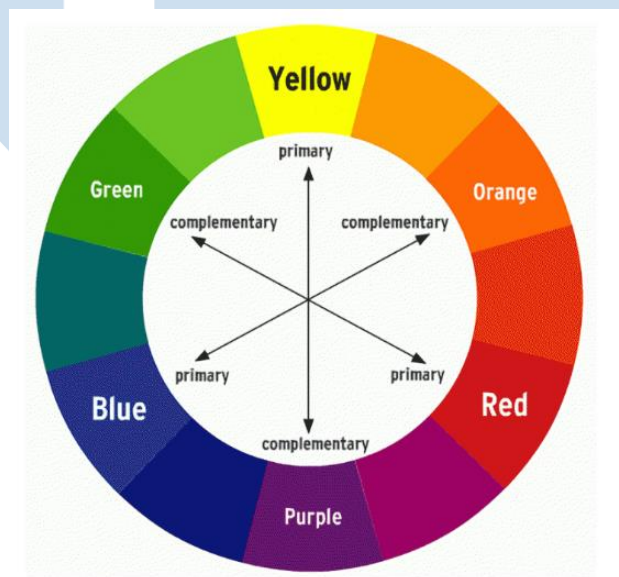 Yellow
primary
Green
Orange
complementary
complementary
primary
primary
Blue
Red
complementary
Purple